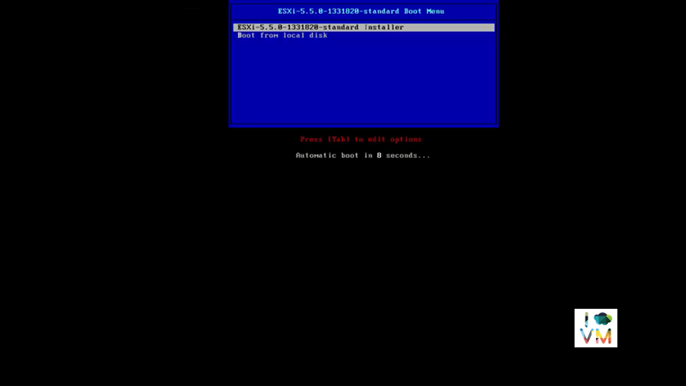 ESXi-5.5.0-1331820-standard Boot Menu
ESXi-5.5.0-1331820-standard Installer
Boot from local disk
Press [Tab] to edit options
Automatic boot in 8 seconds...
I
VM